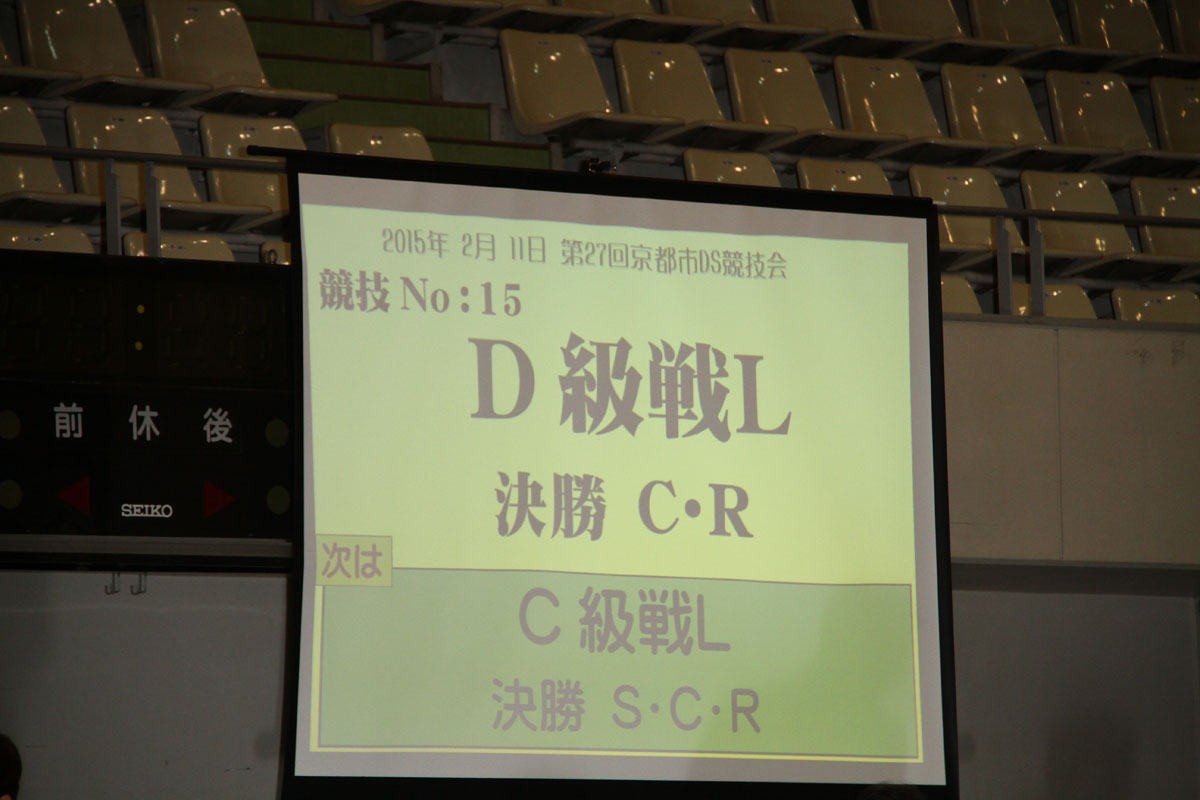 2015年 2月 11日 第27回京都市DS競技会
競技 No：15
D 級戦L
決勝 C・R
次は
C 級戦L
決勝 S・C・R
前 休 後
SEIKO